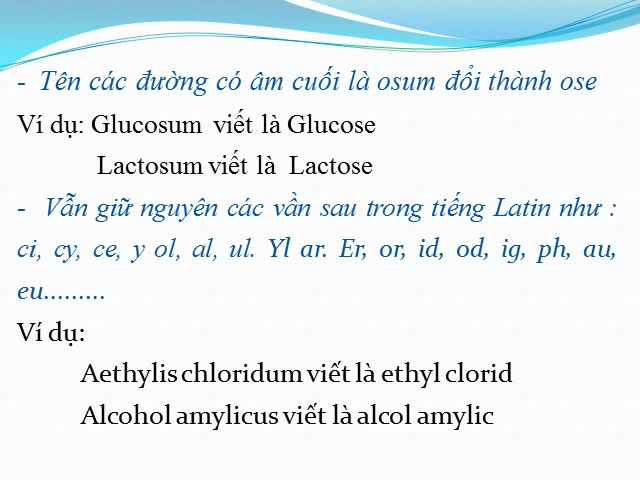 - Tên các đường có âm cuối là osum đổi thành ose
Ví dụ: Glucosum viết là Glucose
Lactosum viết là Lactose
- Vẫn giữ nguyên các vần sau trong tiếng Latin như :
ci, cy, ce, y ol, al, ul. Yl ar. Er, or, id, od, ig, ph, au,
eu.........
Ví dụ:
Aethylis chloridum viết là ethyl clorid
Alcohol amylicus viết là alcol amylic